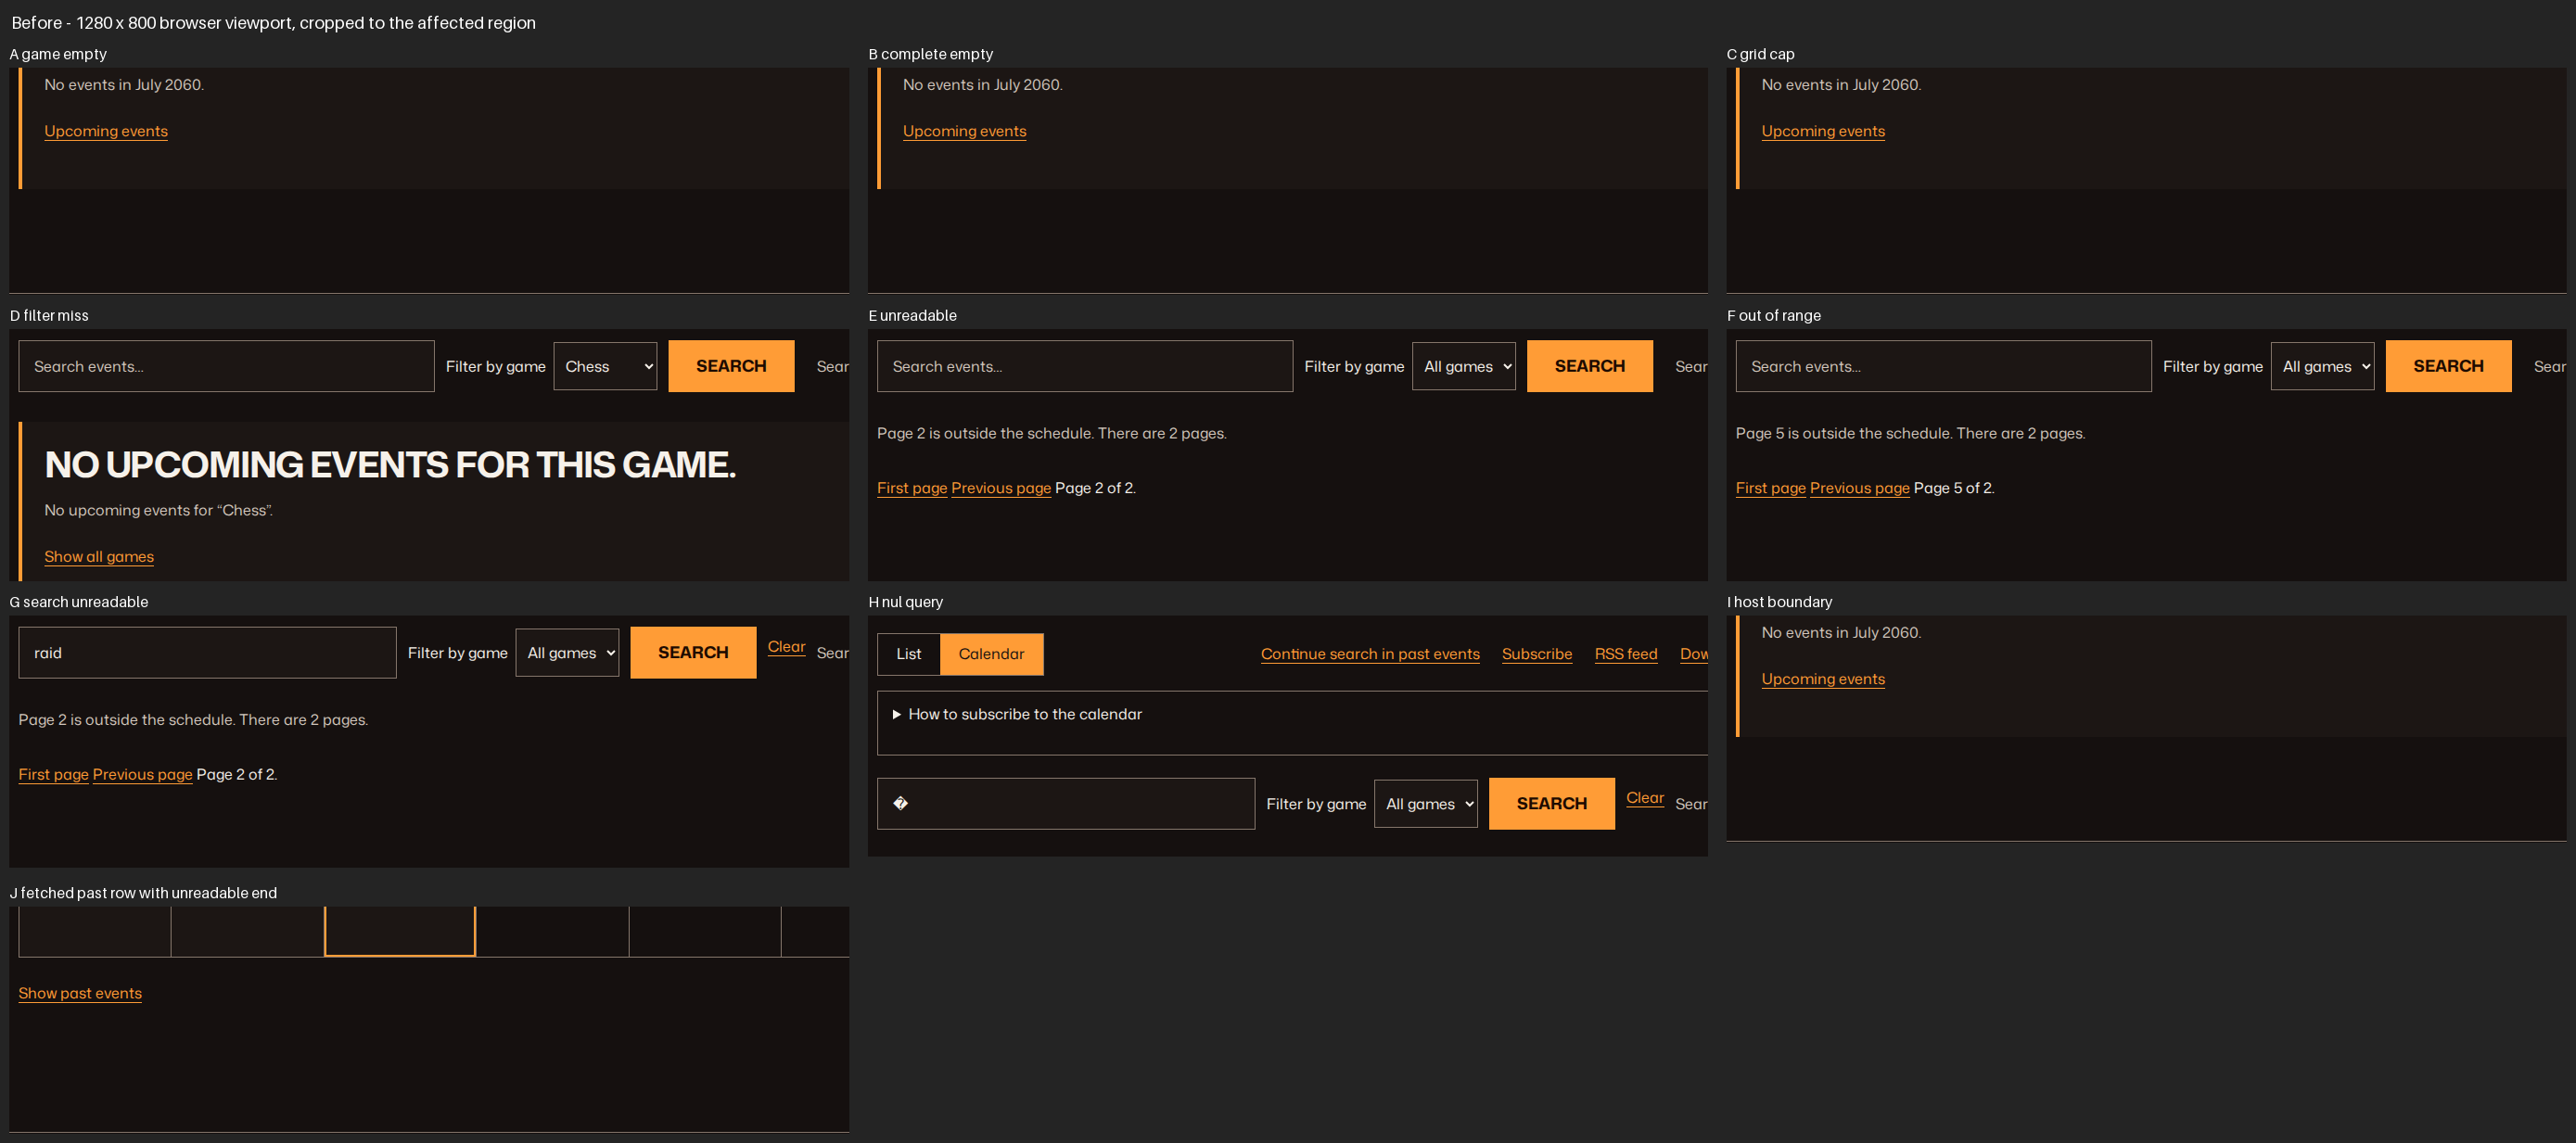 Before - 1280 x 800 browser viewport, cropped to the affected region
A game empty
No events in July 2060.
Upcoming events
B complete empty
No events in July 2060.
Upcoming events
C grid cap
No events in July 2060.
Upcoming events
D filter miss
Search events... Filter by game Chess SEARCH Sear
NO UPCOMING EVENTS FOR THIS GAME.
No upcoming events for “Chess”.
Show all games
E unreadable
Search events... Filter by game All games SEARCH Sear
Page 2 is outside the schedule. There are 2 pages.
First page Previous page Page 2 of 2.
F out of range
Search events... Filter by game All games SEARCH Sear
Page 5 is outside the schedule. There are 2 pages.
First page Previous page Page 5 of 2.
G search unreadable
raid Filter by game All games SEARCH Clear Sear
Page 2 is outside the schedule. There are 2 pages.
First page Previous page Page 2 of 2.
H nul query
List Calendar Continue search in past events Subscribe RSS feed Dow
How to subscribe to the calendar
� Filter by game All games SEARCH Clear Sear
I host boundary
No events in July 2060.
Upcoming events
J fetched past row with unreadable end
Show past events